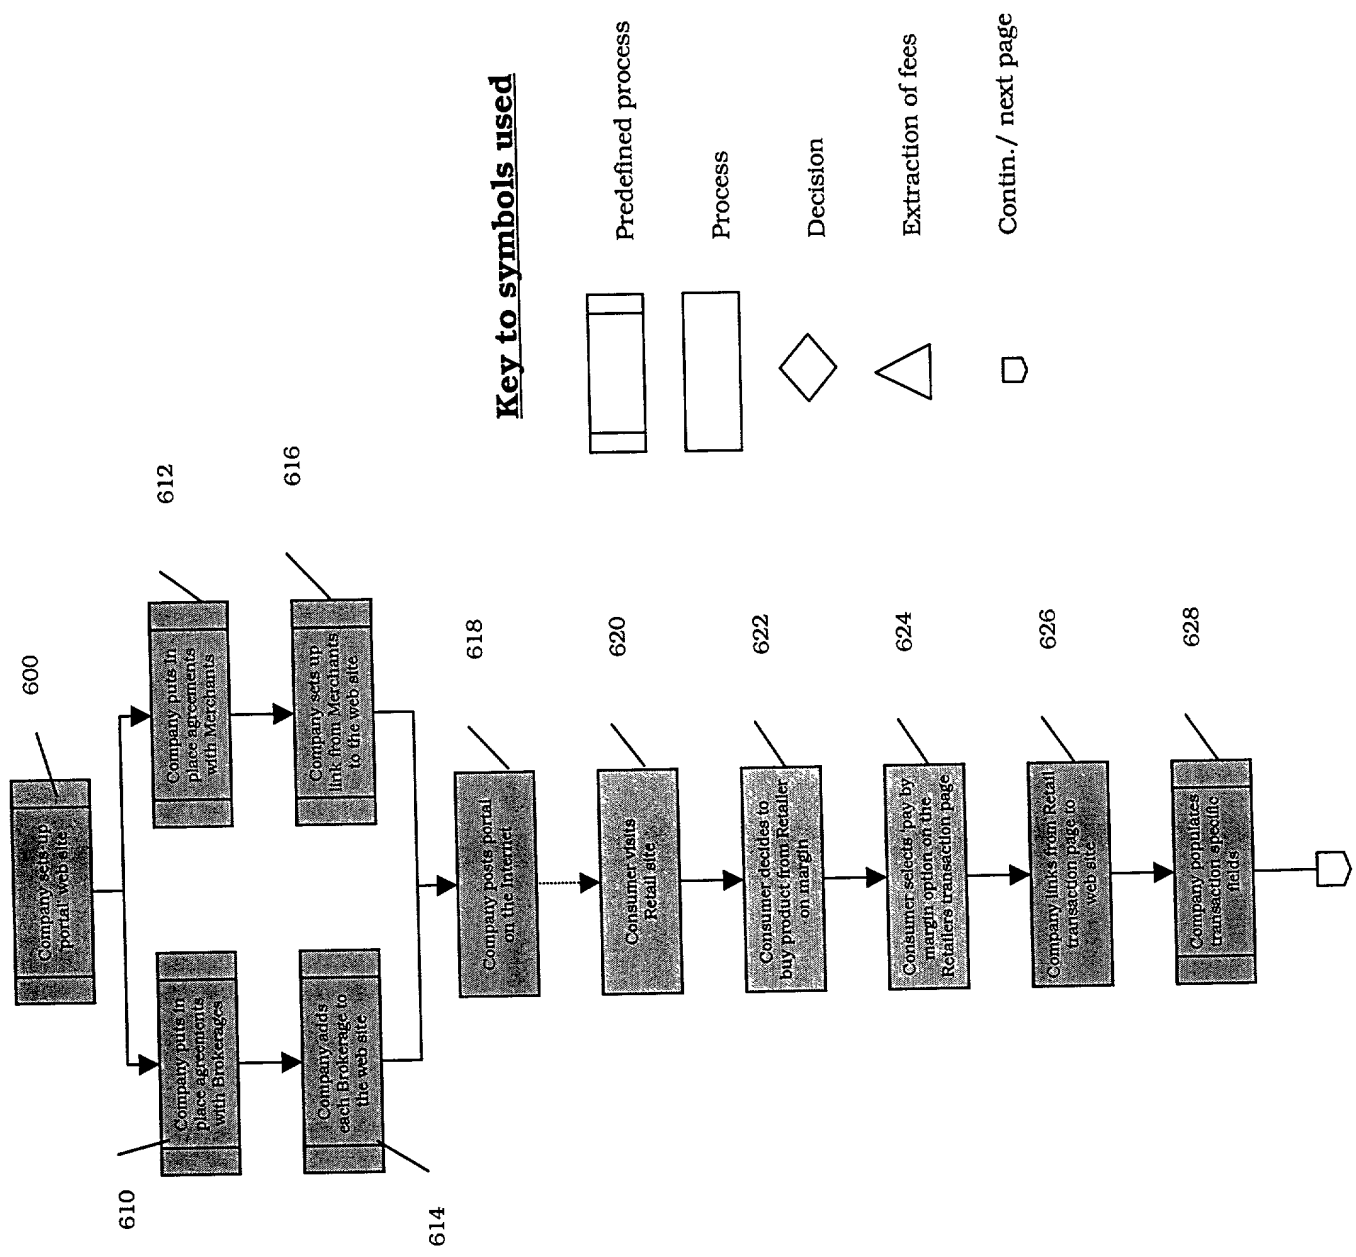 600
Company sets up
'portal' web site
610
Company puts in
place agreements
with Brokerages
612
Company puts in
place agreements
with Merchants
614
Company adds
each Brokerage to
the web site
616
Company sets up
link from Merchants
to the web site
618
Company posts portal
on the Internet
620
Consumer visits
Retail site
622
Consumer decides to
buy product from Retailer
on margin
624
Consumer selects 'pay by
margin option on the
Retailers transaction page
626
Company links from Retail
transaction page to
web site
628
Company populates
transaction specific
fields
Key to symbols used
Predefined process
Process
Decision
Extraction of fees
Contin./ next page